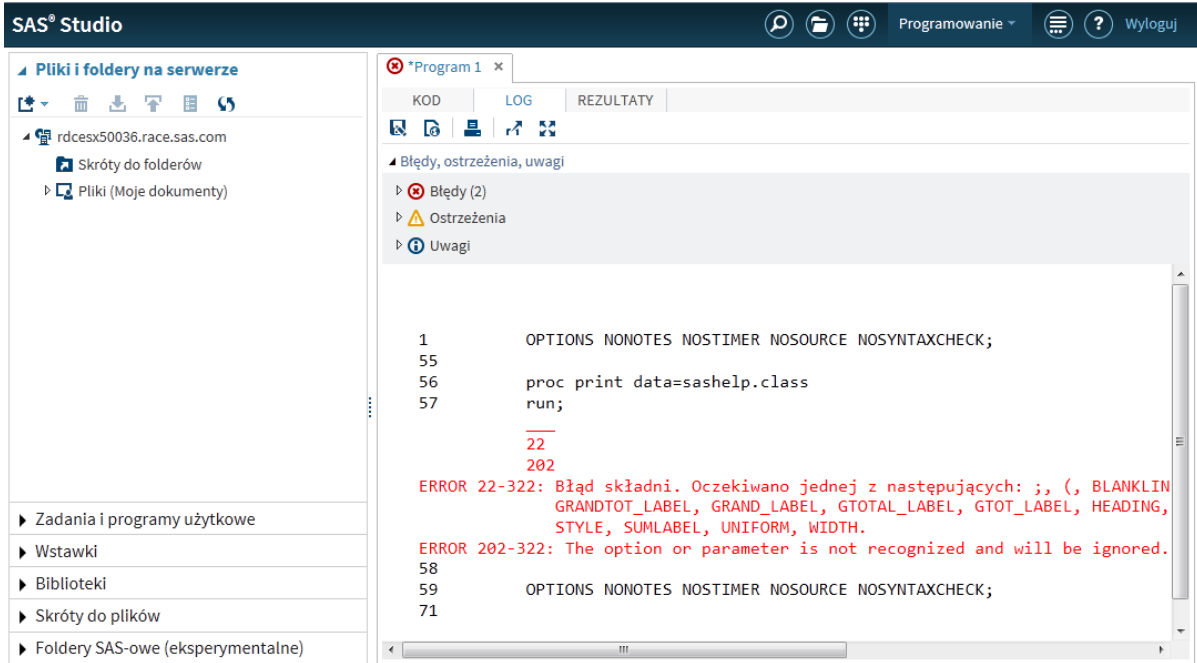 SAS® Studio
Programowanie
Wyloguj
Pliki i foldery na serwerze
rdcesx50036.race.sas.com
Skróty do folderów
Pliki (Moje dokumenty)
Zadania i programy użytkowe
Wstawki
Biblioteki
Skróty do plików
Foldery SAS-owe (eksperymentalne)
*Program 1
KOD LOG REZULTATY
Błędy, ostrzeżenia, uwagi
Błędy (2)
Ostrzeżenia
Uwagi
1 OPTIONS NONOTES NOSTIMER NOSOURCE NOSYNTAXCHECK;
55
56 proc print data=sashelp.class
57 run;
___
22
202
ERROR 22-322: Błąd składni. Oczekiwano jednej z następujących: ;, (, BLANKLIN
GRANDTOT_LABEL, GRAND_LABEL, GTOTAL_LABEL, GTOT_LABEL, HEADING,
STYLE, SUMLABEL, UNIFORM, WIDTH.
ERROR 202-322: The option or parameter is not recognized and will be ignored.
58
59 OPTIONS NONOTES NOSTIMER NOSOURCE NOSYNTAXCHECK;
71